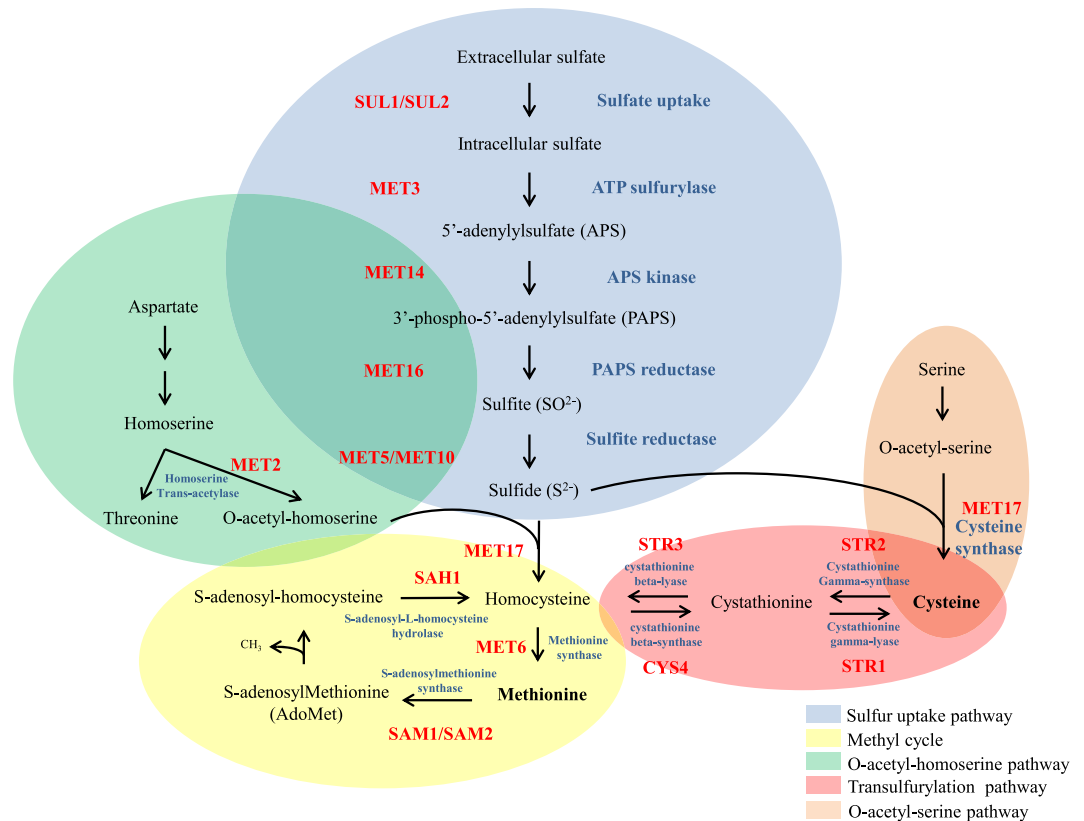 Extracellular sulfate
SUL1/SUL2
Sulfate uptake
Intracellular sulfate
MET3
ATP sulfurylase
5’-adenylylsulfate (APS)
MET14
APS kinase
3’-phospho-5’-adenylylsulfate (PAPS)
MET16
PAPS reductase
Sulfite (SO²⁻)
MET5/MET10
Sulfite reductase
Sulfide (S²⁻)
Aspartate
Homoserine
MET2
Homoserine
Trans-acetylase
Threonine
O-acetyl-homoserine
Serine
O-acetyl-serine
MET17
Cysteine
synthase
MET17
SAH1
S-adenosyl-homocysteine
Homocysteine
S-adenosyl-L-homocysteine
hydrolase
MET6
Methionine
synthase
CH₃
S-adenosylmethionine
synthase
S-adenosylMethionine
(AdoMet)
Methionine
SAM1/SAM2
STR3
cystathionine
beta-lyase
cystathionine
beta-synthase
CYS4
Cystathionine
STR2
Cystathionine
Gamma-synthase
Cystathionine
gamma-lyase
STR1
Cysteine
Sulfur uptake pathway
Methyl cycle
O-acetyl-homoserine pathway
Transulfurylation pathway
O-acetyl-serine pathway